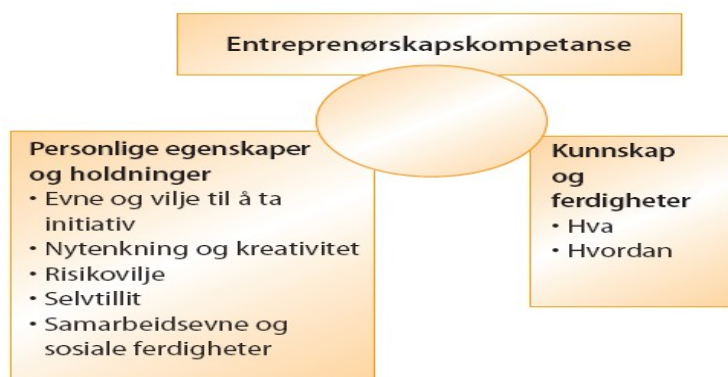 Entreprenørskapskompetanse
Personlige egenskaper
og holdninger
• Evne og vilje til å ta
initiativ
• Nytenkning og kreativitet
• Risikovilje
• Selvtillit
• Samarbeidsevne og
sosiale ferdigheter
Kunnskap
og
ferdigheter
• Hva
• Hvordan